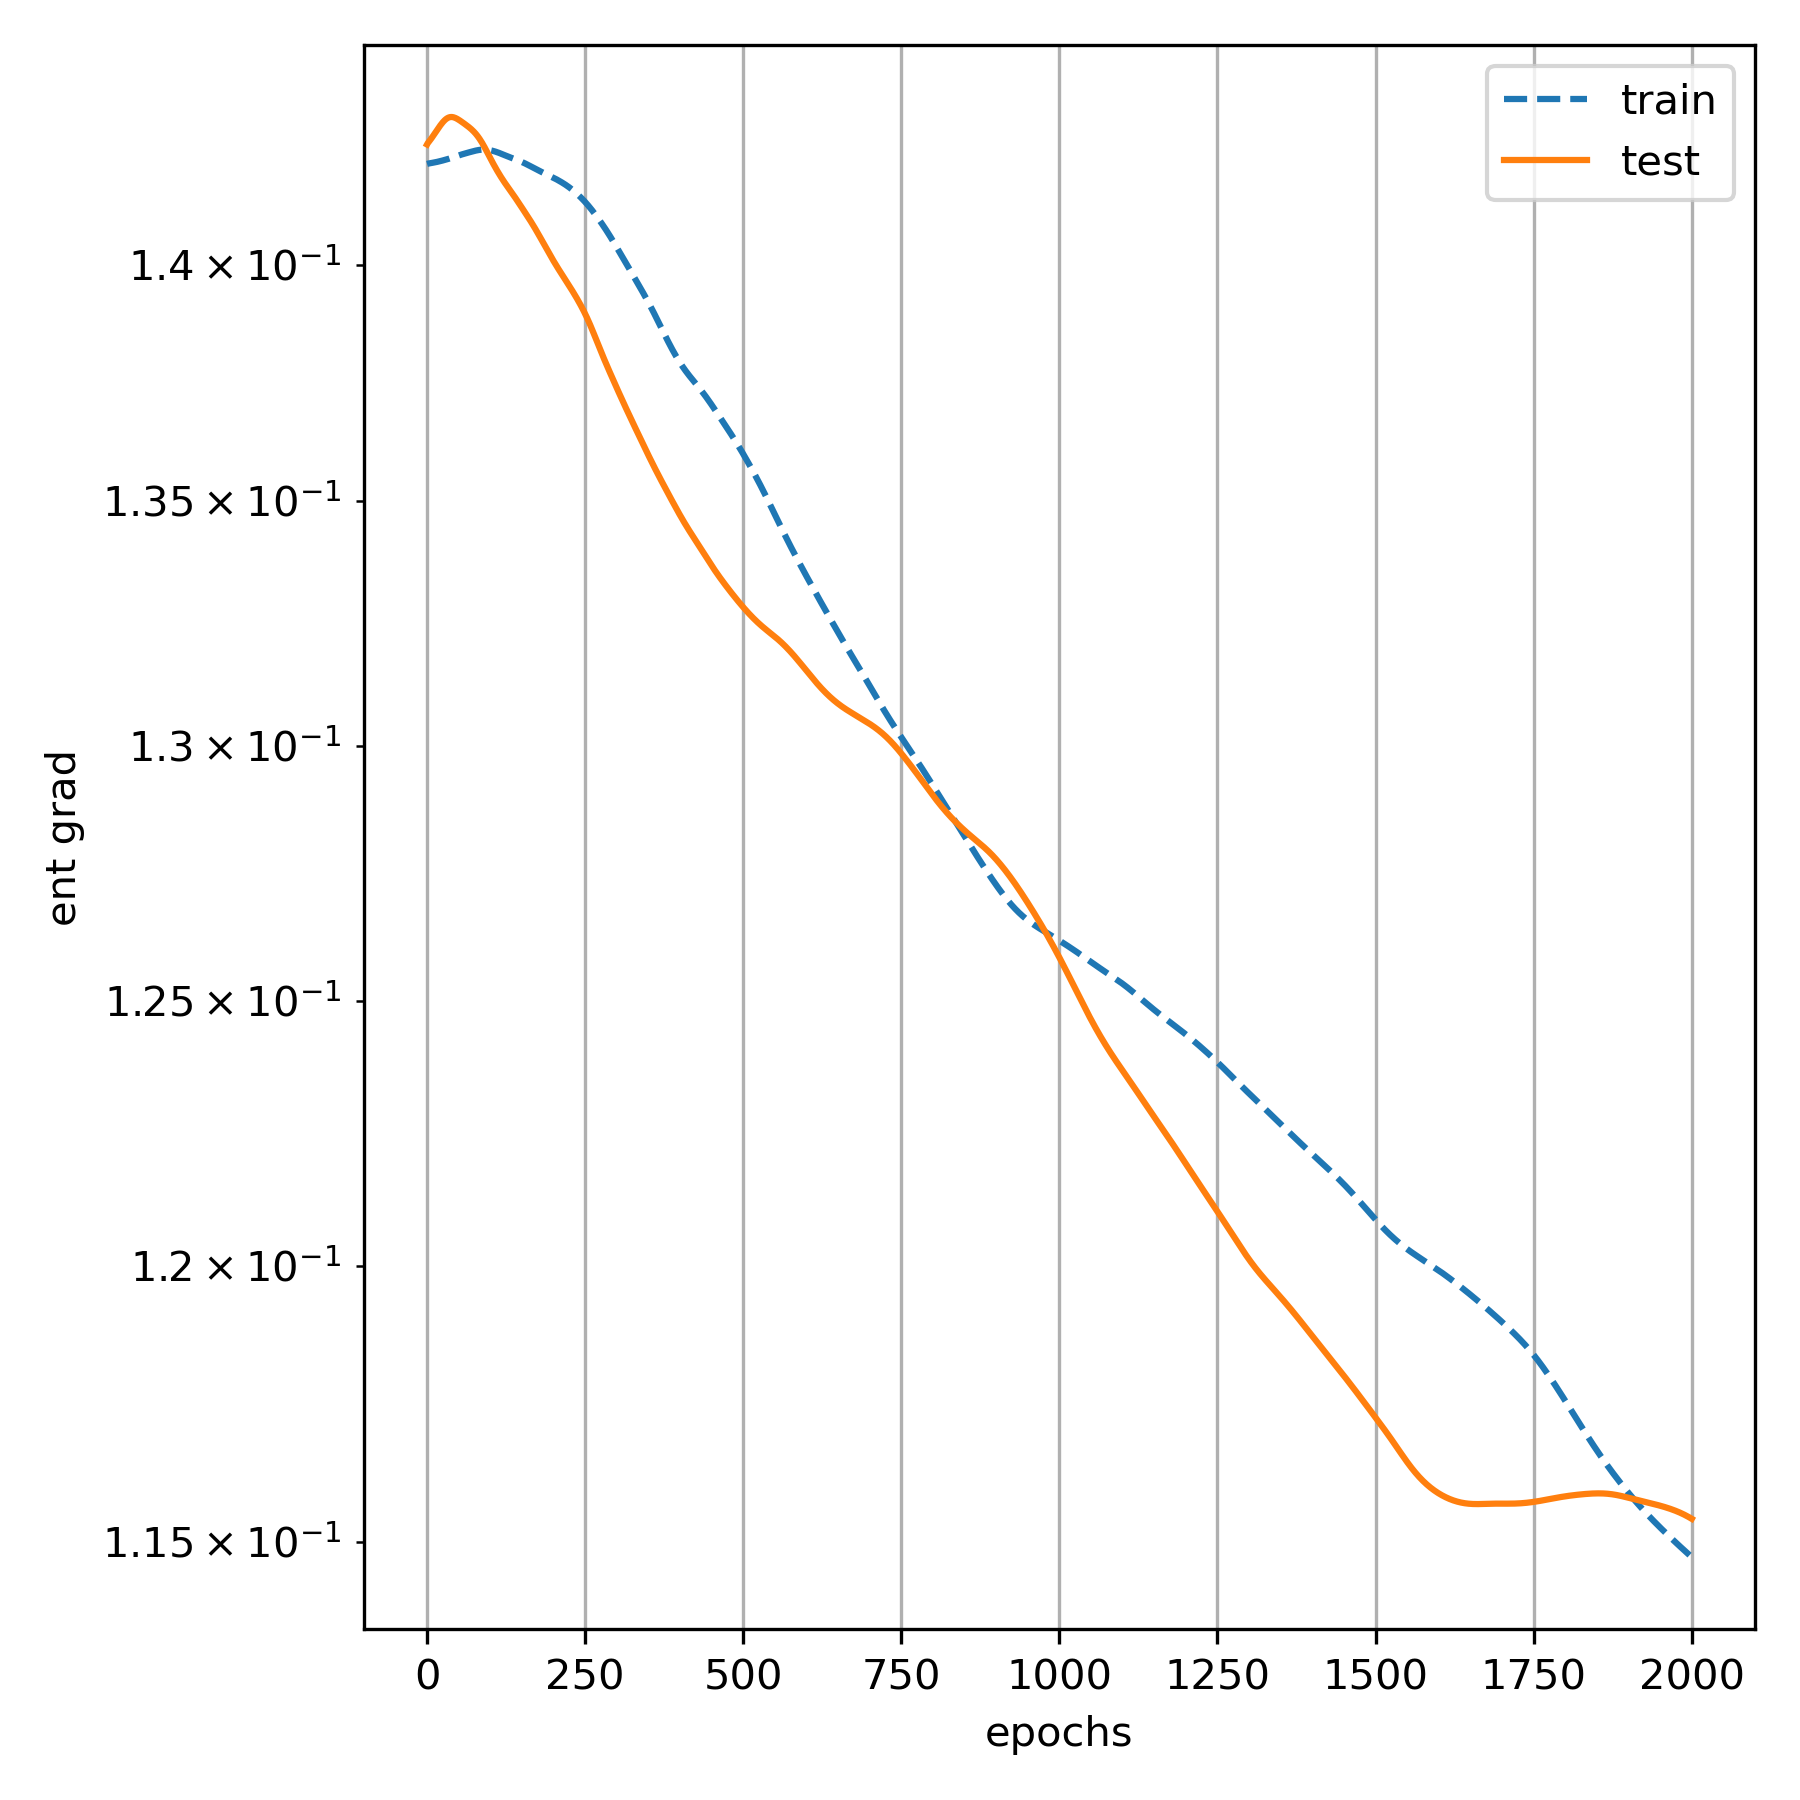 train
test
1.4 × 10⁻¹
1.35 × 10⁻¹
1.3 × 10⁻¹
1.25 × 10⁻¹
1.2 × 10⁻¹
1.15 × 10⁻¹
ent grad
0 250 500 750 1000 1250 1500 1750 2000
epochs